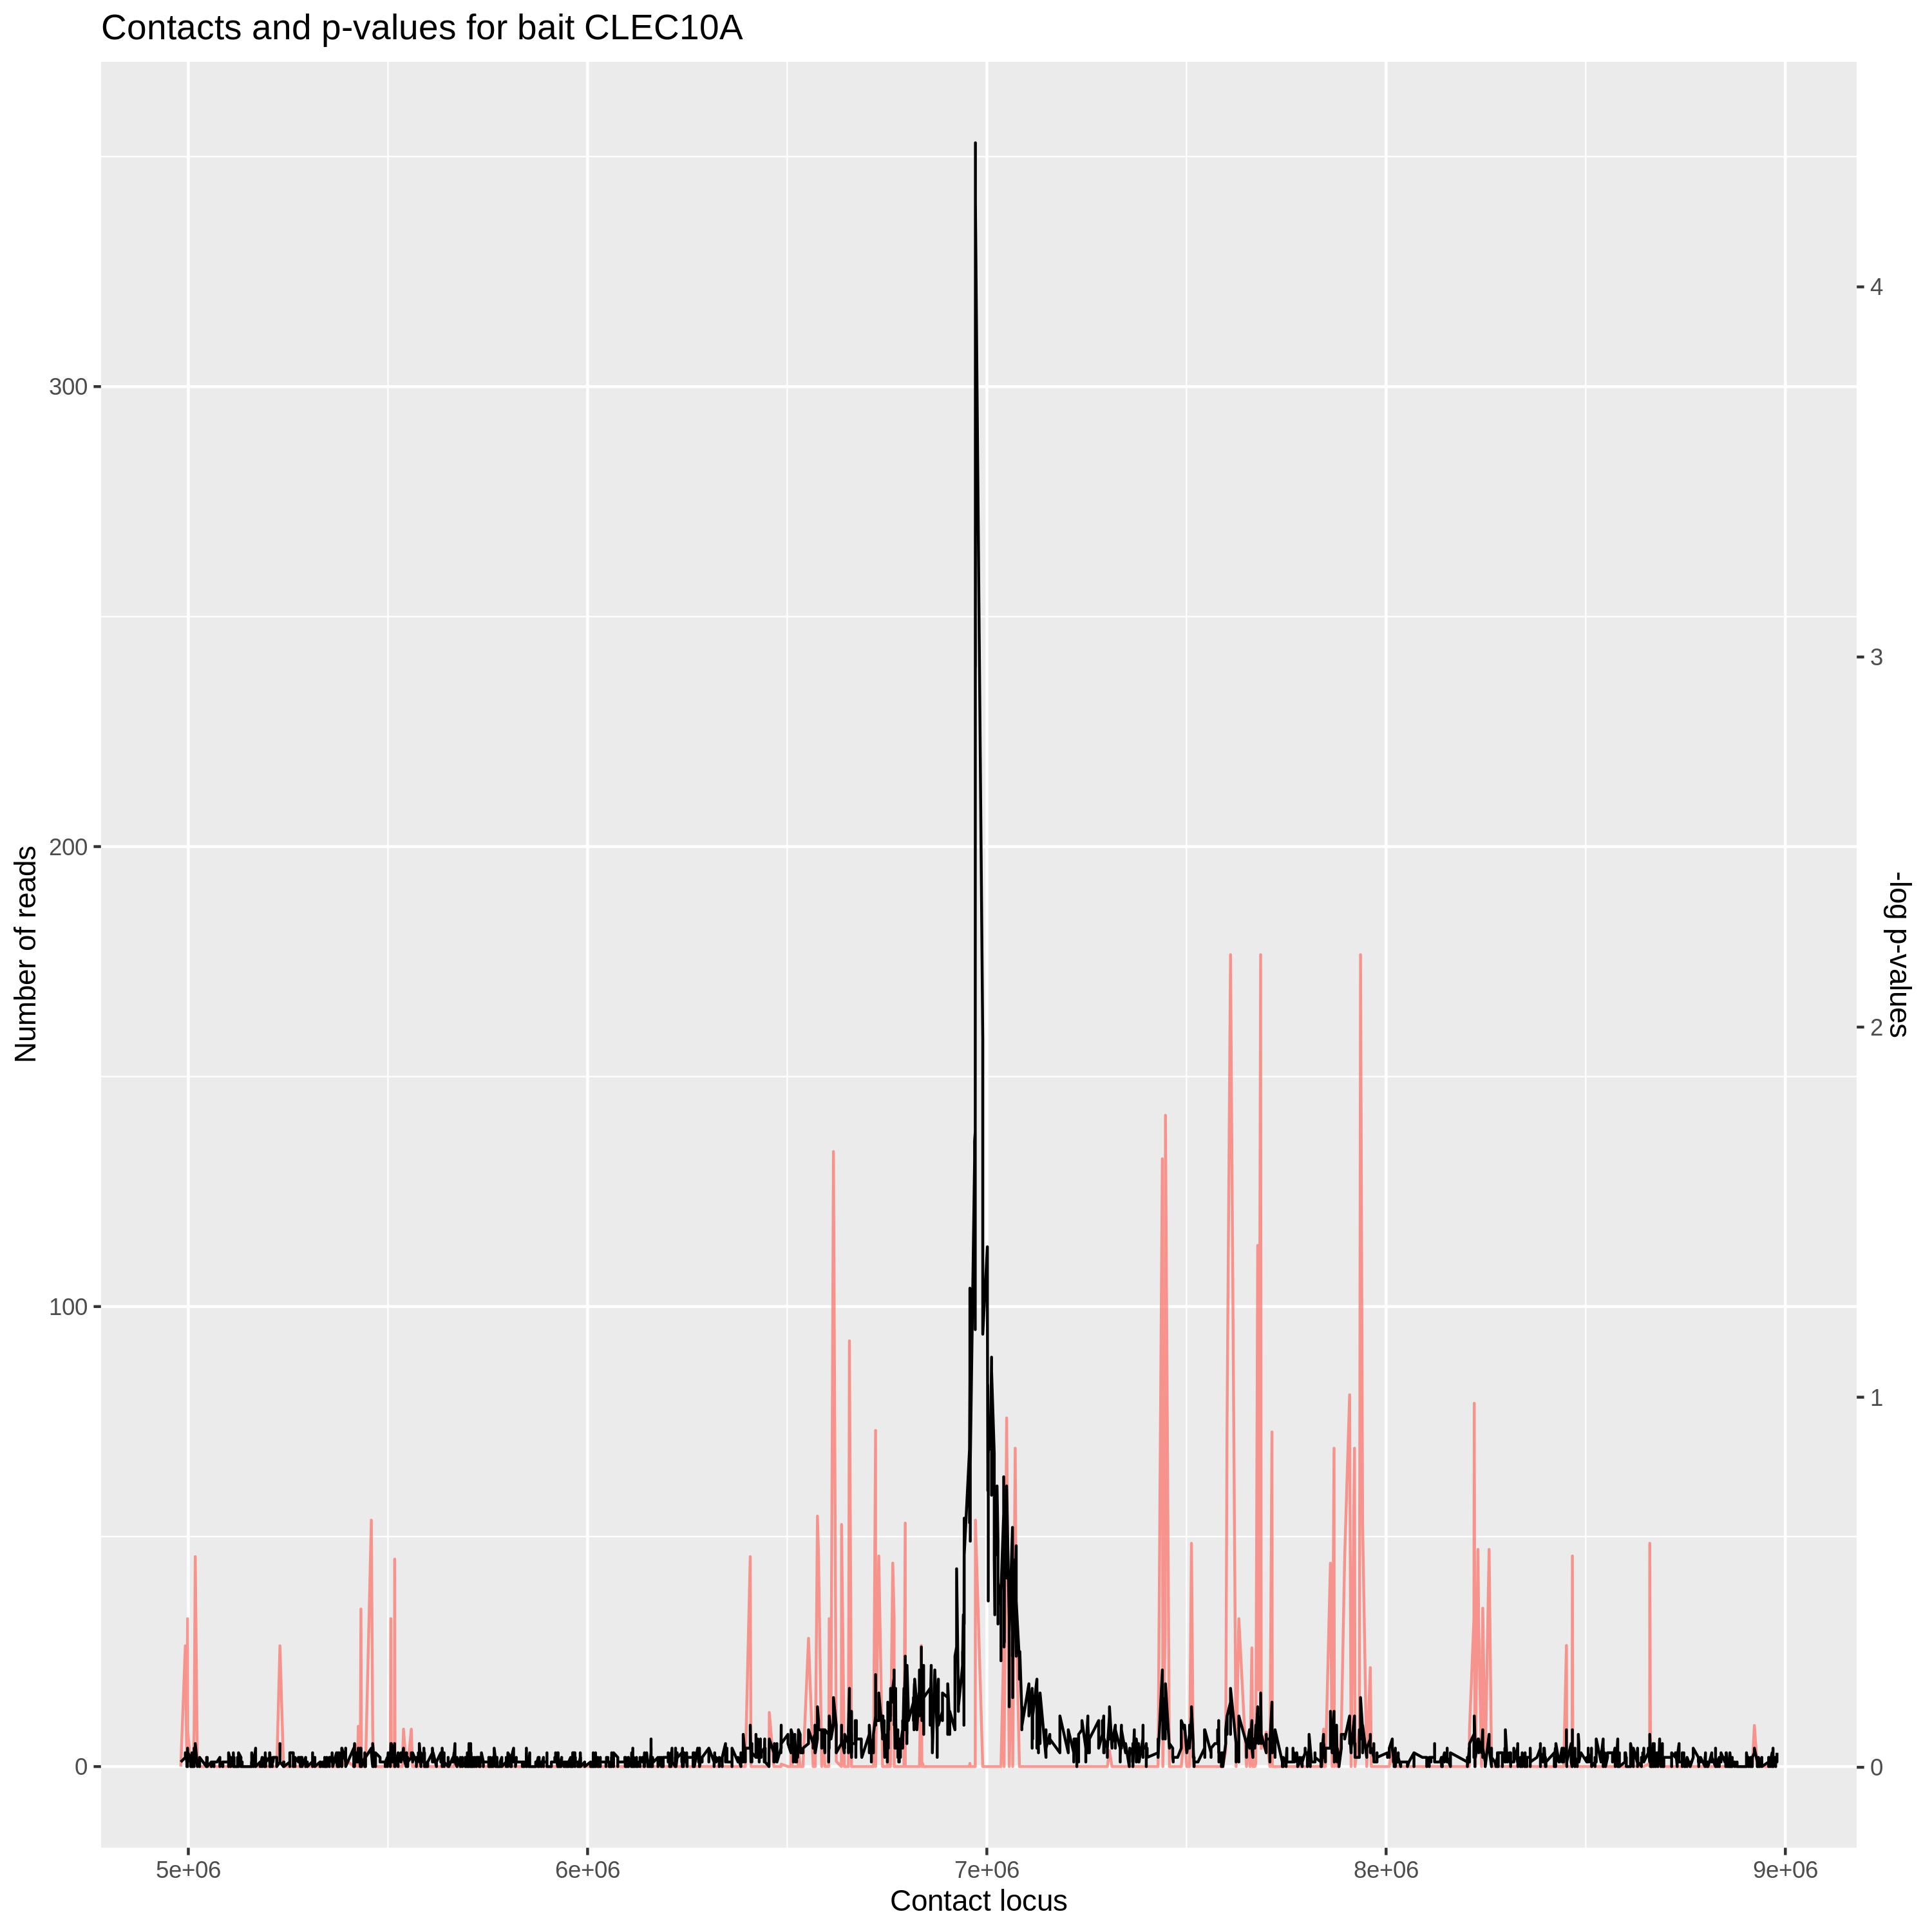 Contacts and p-values for bait CLEC10A
Number of reads
300
200
100
0
4
3
2
1
0
-log p-values
5e+06 6e+06 7e+06 8e+06 9e+06
Contact locus